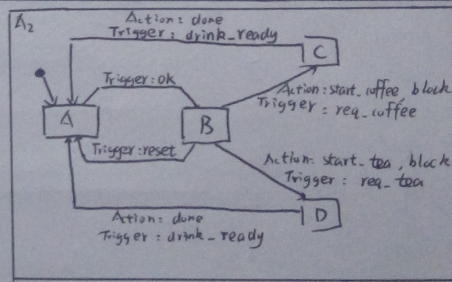 A2
Action: done
Trigger: drink_ready
C
Trigger: ok
Action: start_coffee block
Trigger: req_coffee
A
B
Trigger: reset
Action: start_tea, block
Trigger: req_tea
D
Action: done
Trigger: drink_ready